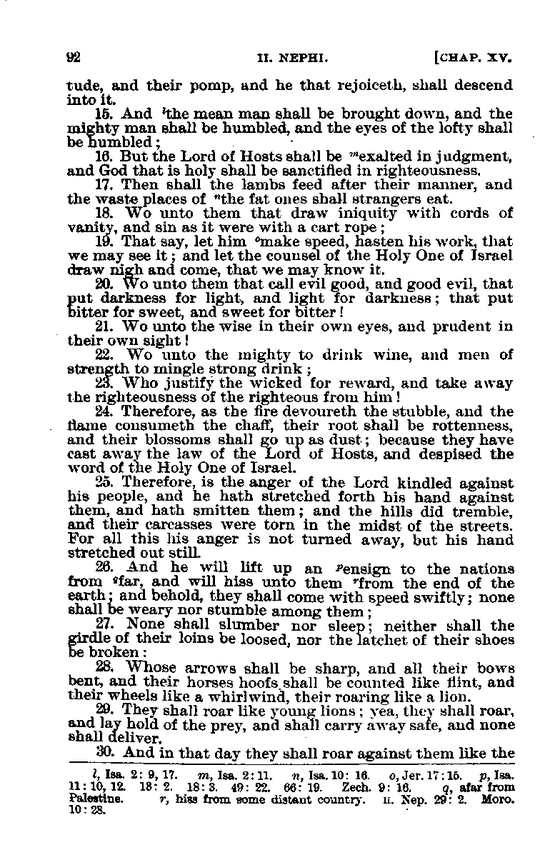 92 II. NEPHI. [CHAP. XV.
tude, and their pomp, and he that rejoiceth, shall descend
into it.
15. And ˡthe mean man shall be brought down, and the
mighty man shall be humbled, and the eyes of the lofty shall
be humbled;
16. But the Lord of Hosts shall be ᵐexalted in judgment,
and God that is holy shall be sanctified in righteousness.
17. Then shall the lambs feed after their manner, and
the waste places of ⁿthe fat ones shall strangers eat.
18. Wo unto them that draw iniquity with cords of
vanity, and sin as it were with a cart rope;
19. That say, let him ᵒmake speed, hasten his work, that
we may see it; and let the counsel of the Holy One of Israel
draw nigh and come, that we may know it.
20. Wo unto them that call evil good, and good evil, that
put darkness for light, and light for darkness; that put
bitter for sweet, and sweet for bitter!
21. Wo unto the wise in their own eyes, and prudent in
their own sight!
22. Wo unto the mighty to drink wine, and men of
strength to mingle strong drink;
23. Who justify the wicked for reward, and take away
the righteousness of the righteous from him!
24. Therefore, as the fire devoureth the stubble, and the
flame consumeth the chaff, their root shall be rottenness,
and their blossoms shall go up as dust; because they have
cast away the law of the Lord of Hosts, and despised the
word of the Holy One of Israel.
25. Therefore, is the anger of the Lord kindled against
his people, and he hath stretched forth his hand against
them, and hath smitten them; and the hills did tremble,
and their carcasses were torn in the midst of the streets.
For all this his anger is not turned away, but his hand
stretched out still.
26. And he will lift up an ᵖensign to the nations
from ᑫfar, and will hiss unto them ʳfrom the end of the
earth; and behold, they shall come with speed swiftly; none
shall be weary nor stumble among them;
27. None shall slumber nor sleep; neither shall the
girdle of their loins be loosed, nor the latchet of their shoes
be broken:
28. Whose arrows shall be sharp, and all their bows
bent, and their horses hoofs shall be counted like flint, and
their wheels like a whirlwind, their roaring like a lion.
29. They shall roar like young lions; yea, they shall roar,
and lay hold of the prey, and shall carry away safe, and none
shall deliver.
30. And in that day they shall roar against them like the
l, Isa. 2: 9, 17. m, Isa. 2: 11. n, Isa. 10: 16. o, Jer. 17: 15. p, Isa.
11: 10, 12. 18: 2. 18: 3. 49: 22. 66: 19. Zech. 9: 16. q, afar from
Palestine. r, hiss from some distant country. II. Nep. 29: 2. Moro.
10: 28.